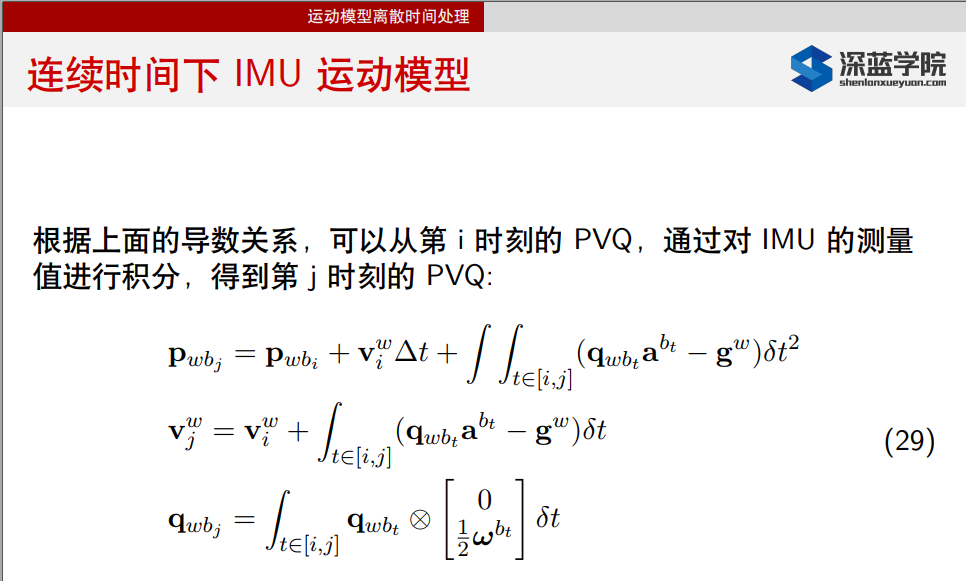 运动模型离散时间处理
连续时间下 IMU 运动模型
深蓝学院
shenlanxueyuan.com
根据上面的导数关系，可以从第 i 时刻的 PVQ，通过对 IMU 的测量
值进行积分，得到第 j 时刻的 PVQ:
\mathbf{p}_{wb_j} = \mathbf{p}_{wb_i} + \mathbf{v}_i^w \Delta t + \int \int_{t \in [i,j]} (\mathbf{q}_{wb_t} \mathbf{a}^{b_t} - \mathbf{g}^w) \delta t^2
\mathbf{v}_j^w = \mathbf{v}_i^w + \int_{t \in [i,j]} (\mathbf{q}_{wb_t} \mathbf{a}^{b_t} - \mathbf{g}^w) \delta t
(29)
\mathbf{q}_{wb_j} = \int_{t \in [i,j]} \mathbf{q}_{wb_t} \otimes \begin{bmatrix} 0 \\ \frac{1}{2} \boldsymbol{\omega}^{b_t} \end{bmatrix} \delta t